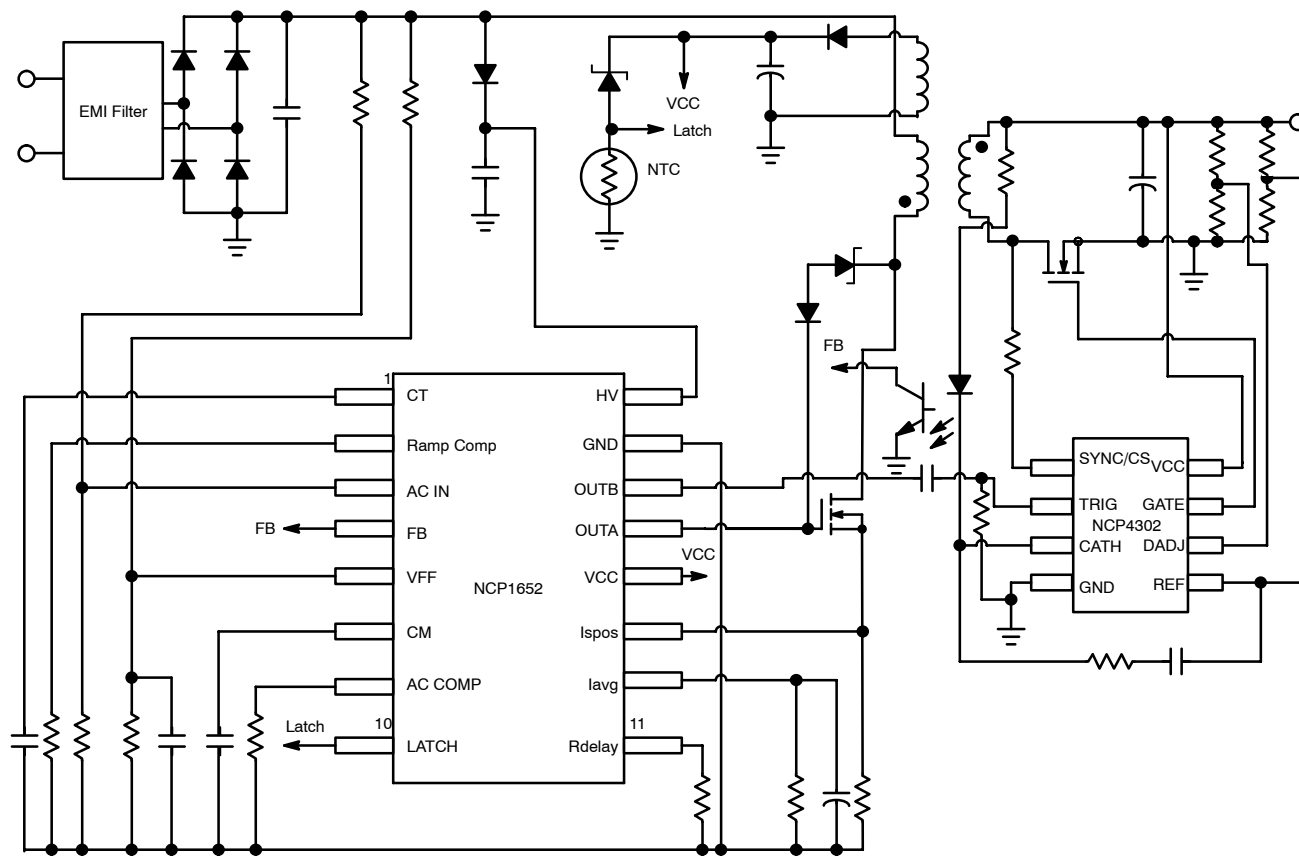 EMI Filter
VCC
Latch
NTC
FB
1
CT
HV
Ramp Comp
GND
AC IN
OUTB
FB
FB
OUTA
VCC
VFF
NCP1652
VCC
CM
Ispos
AC COMP
Iavg
Latch
10
LATCH
11
Rdelay
SYNC/CS
VCC
TRIG
GATE
NCP4302
CATH
DADJ
GND
REF